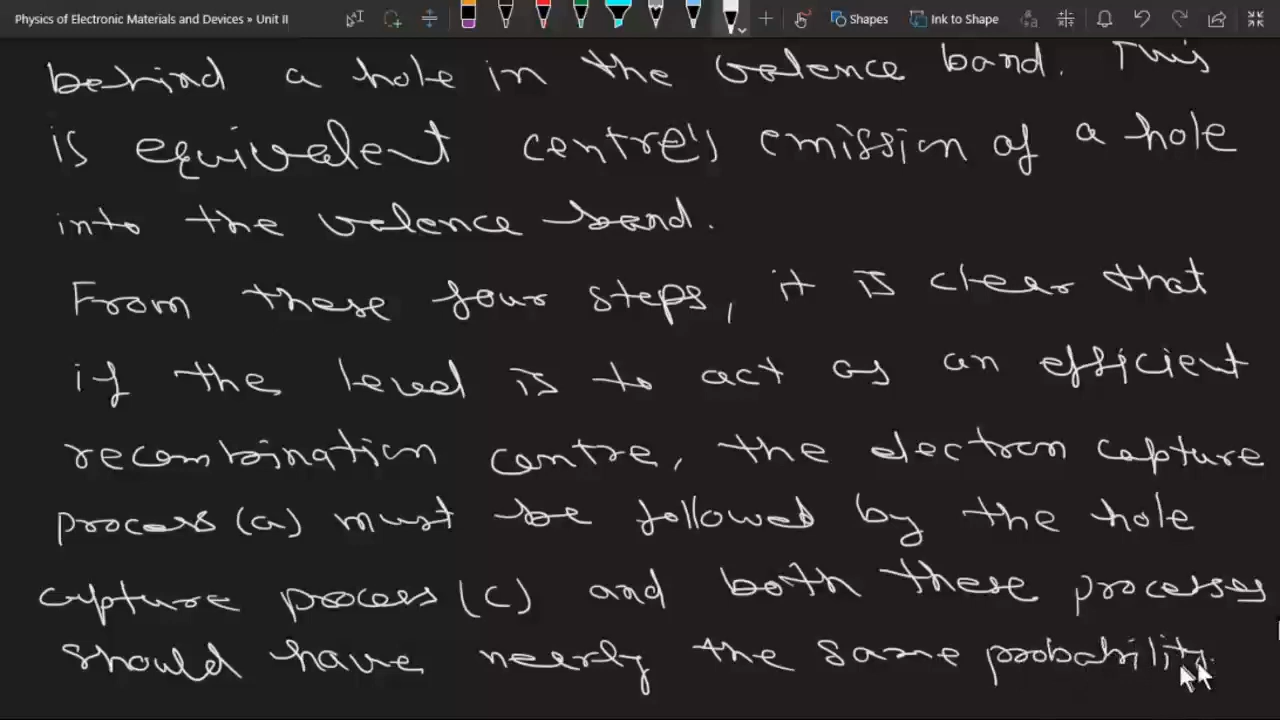 Physics of Electronic Materials and Devices » Unit II
Shapes
Ink to Shape
behind a hole in the valence band. This
is equivalent centre's emission of a hole
into the valence band.
From these four steps, it is clear that
if the level is to act as an efficient
recombination centre, the electron capture
process (a) must be followed by the hole
capture process (c) and both these processes
should have nearly the same probability.